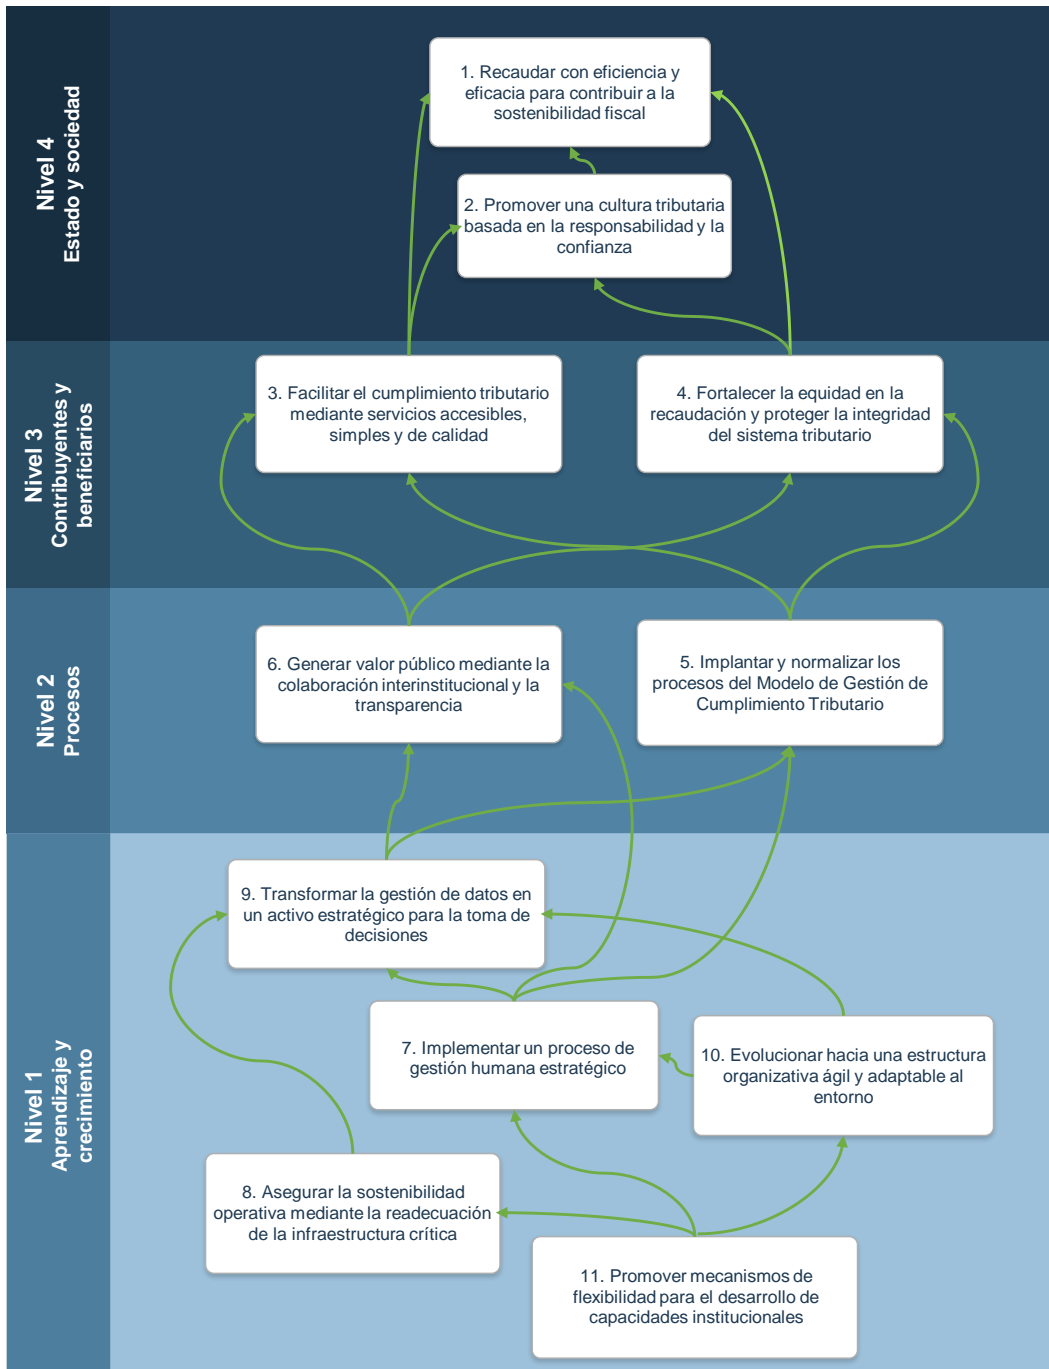 Nivel 4
Estado y sociedad
1. Recaudar con eficiencia y
eficacia para contribuir a la
sostenibilidad fiscal
2. Promover una cultura tributaria
basada en la responsabilidad y la
confianza
Nivel 3
Contribuyentes y
beneficiarios
3. Facilitar el cumplimiento tributario
mediante servicios accesibles,
simples y de calidad
4. Fortalecer la equidad en la
recaudación y proteger la integridad
del sistema tributario
Nivel 2
Procesos
6. Generar valor público mediante la
colaboración interinstitucional y la
transparencia
5. Implantar y normalizar los
procesos del Modelo de Gestión de
Cumplimiento Tributario
Nivel 1
Aprendizaje y
crecimiento
9. Transformar la gestión de datos en
un activo estratégico para la toma de
decisiones
7. Implementar un proceso de
gestión humana estratégico
10. Evolucionar hacia una estructura
organizativa ágil y adaptable al
entorno
8. Asegurar la sostenibilidad
operativa mediante la readecuación
de la infraestructura crítica
11. Promover mecanismos de
flexibilidad para el desarrollo de
capacidades institucionales